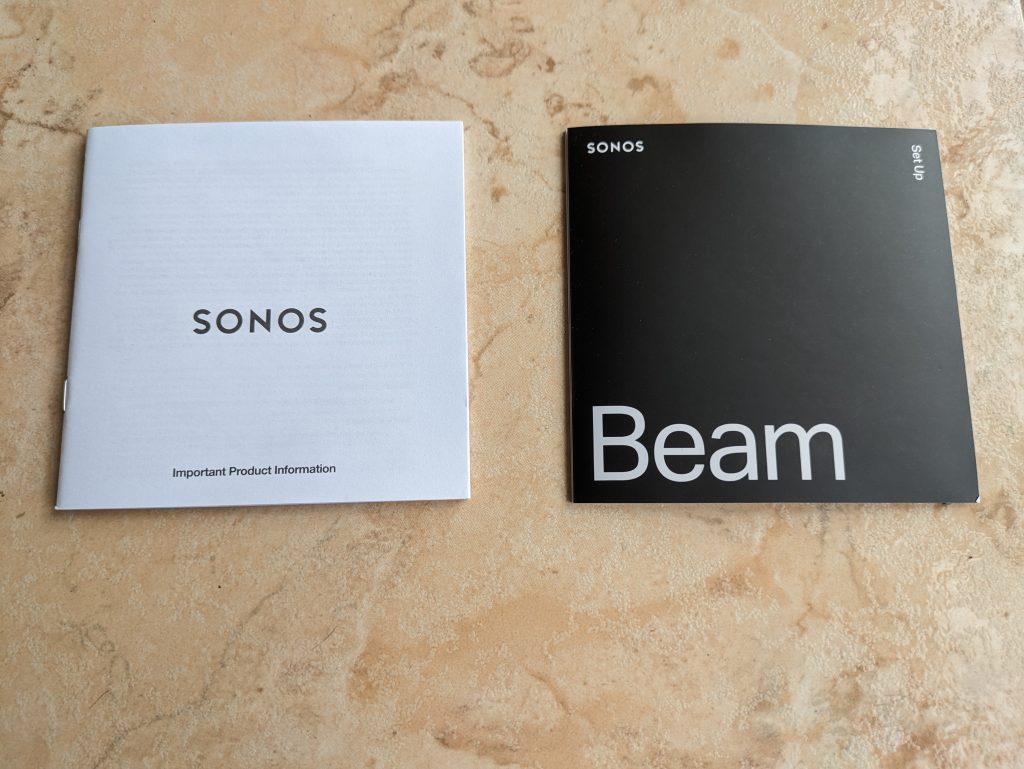 SONOS
Important Product Information
SONOS
Set Up
Beam